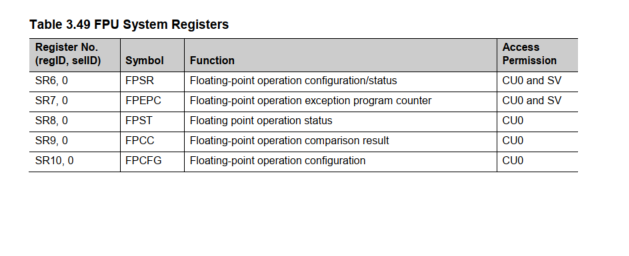 Table 3.49 FPU System Registers
Register No. (regID, selID) Symbol Function Access Permission
SR6, 0 FPSR Floating-point operation configuration/status CU0 and SV
SR7, 0 FPEPC Floating-point operation exception program counter CU0 and SV
SR8, 0 FPST Floating point operation status CU0
SR9, 0 FPCC Floating-point operation comparison result CU0
SR10, 0 FPCFG Floating-point operation configuration CU0